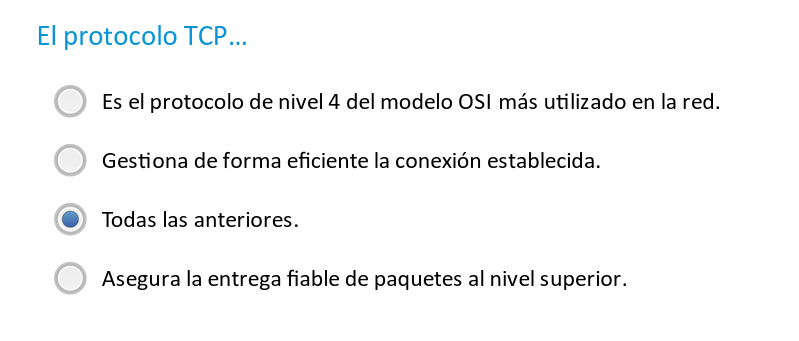 El protocolo TCP...
Es el protocolo de nivel 4 del modelo OSI más utilizado en la red.
Gestiona de forma eficiente la conexión establecida.
Todas las anteriores.
Asegura la entrega fiable de paquetes al nivel superior.